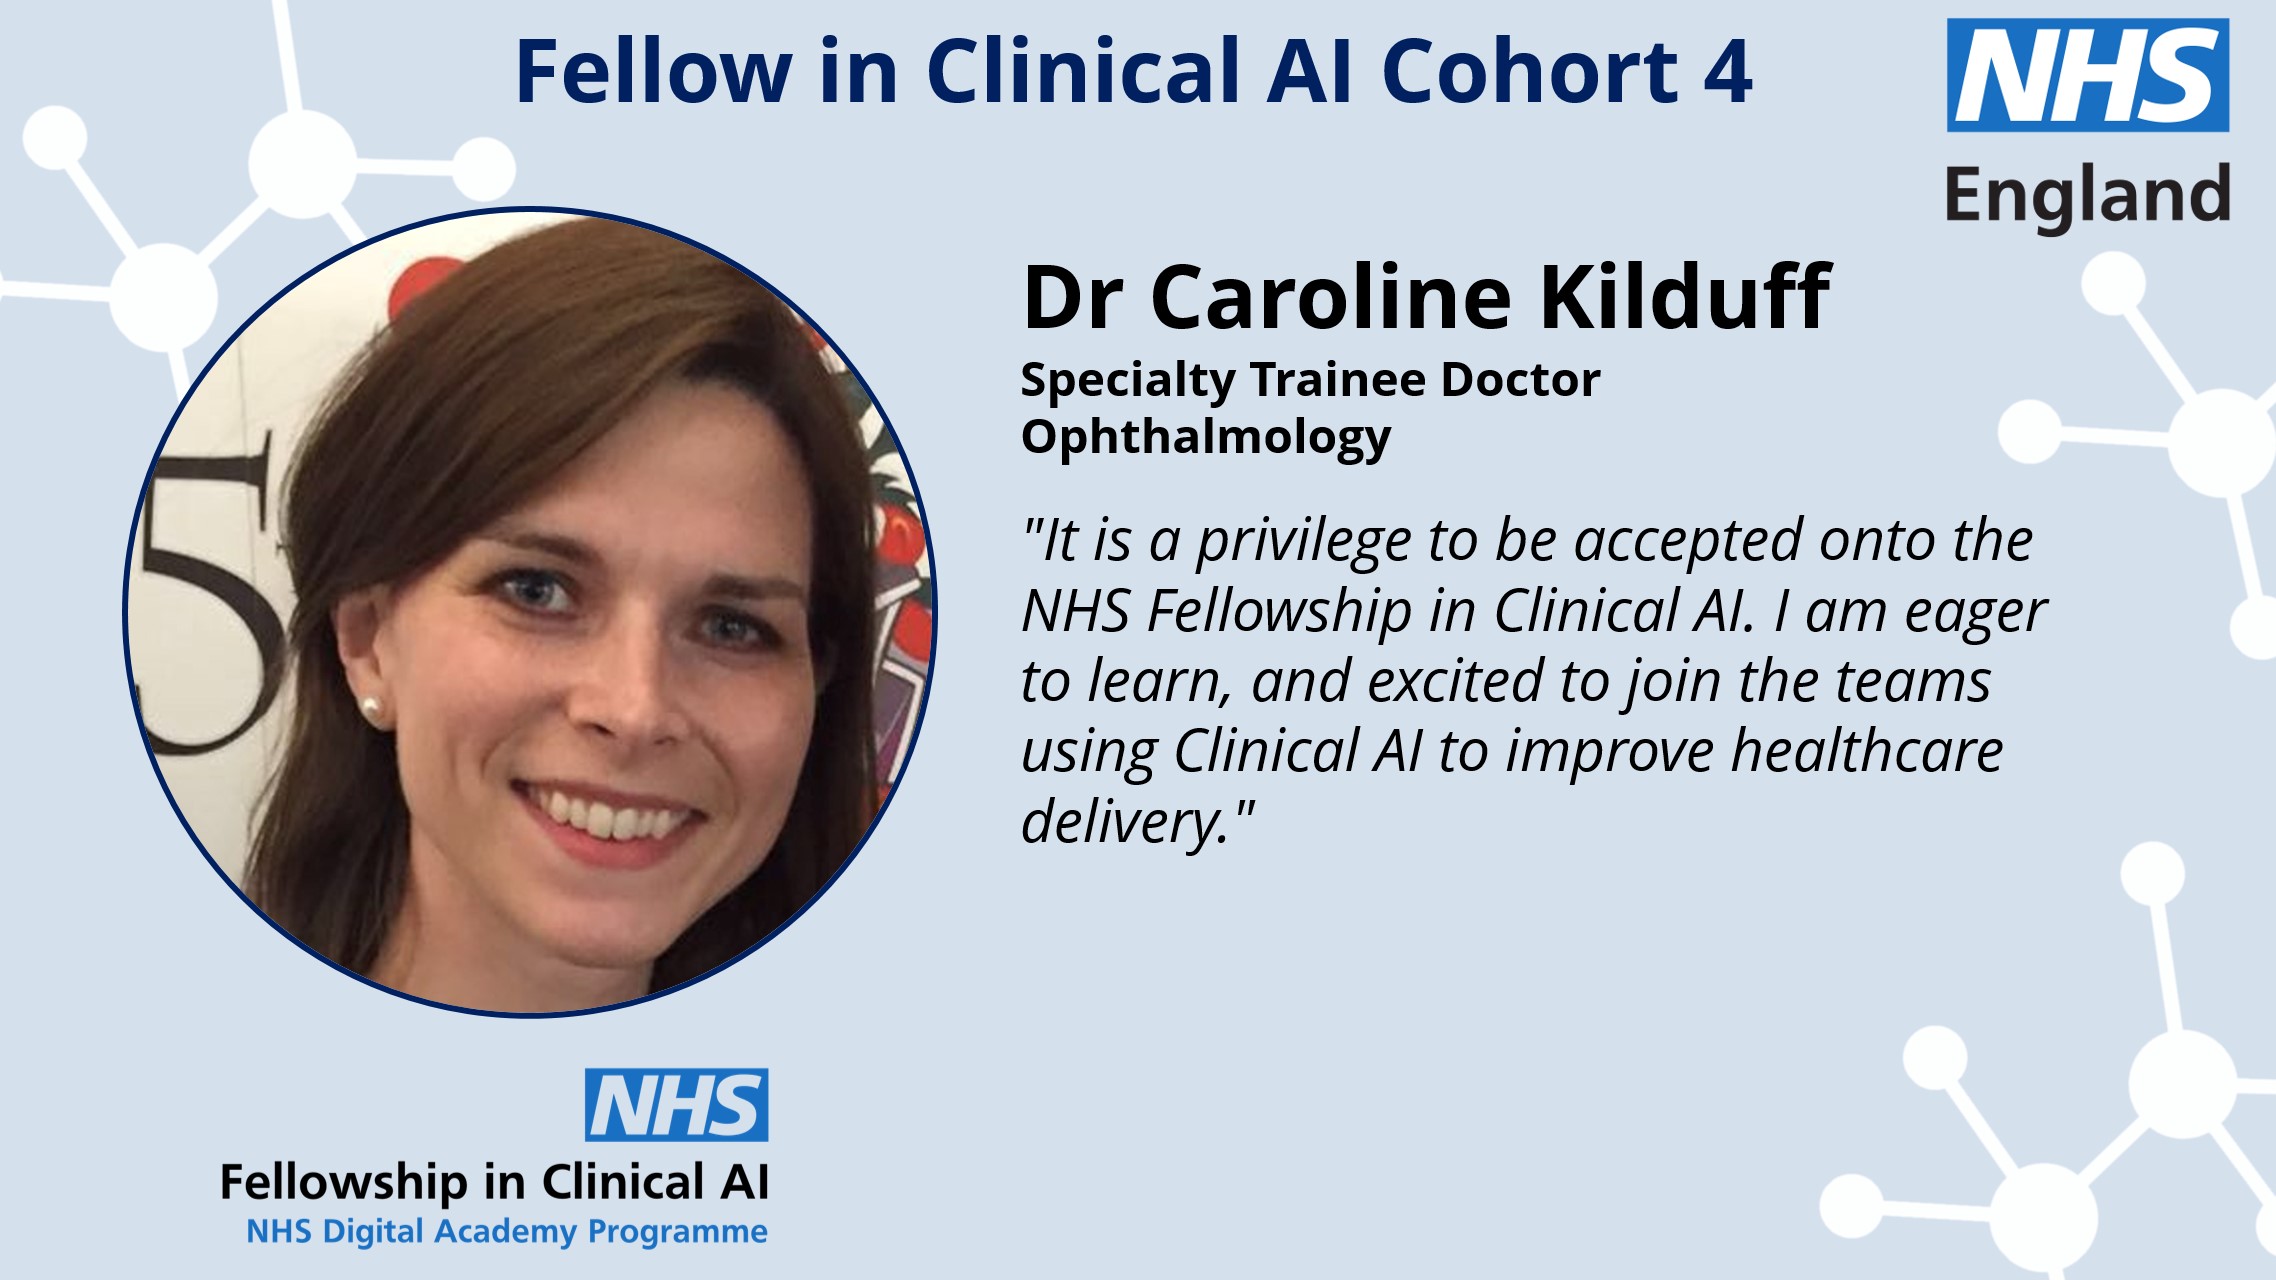 Fellow in Clinical AI Cohort 4
NHS
England
Dr Caroline Kilduff
Specialty Trainee Doctor
Ophthalmology
"It is a privilege to be accepted onto the
NHS Fellowship in Clinical AI. I am eager
to learn, and excited to join the teams
using Clinical AI to improve healthcare
delivery."
5
NHS
Fellowship in Clinical AI
NHS Digital Academy Programme